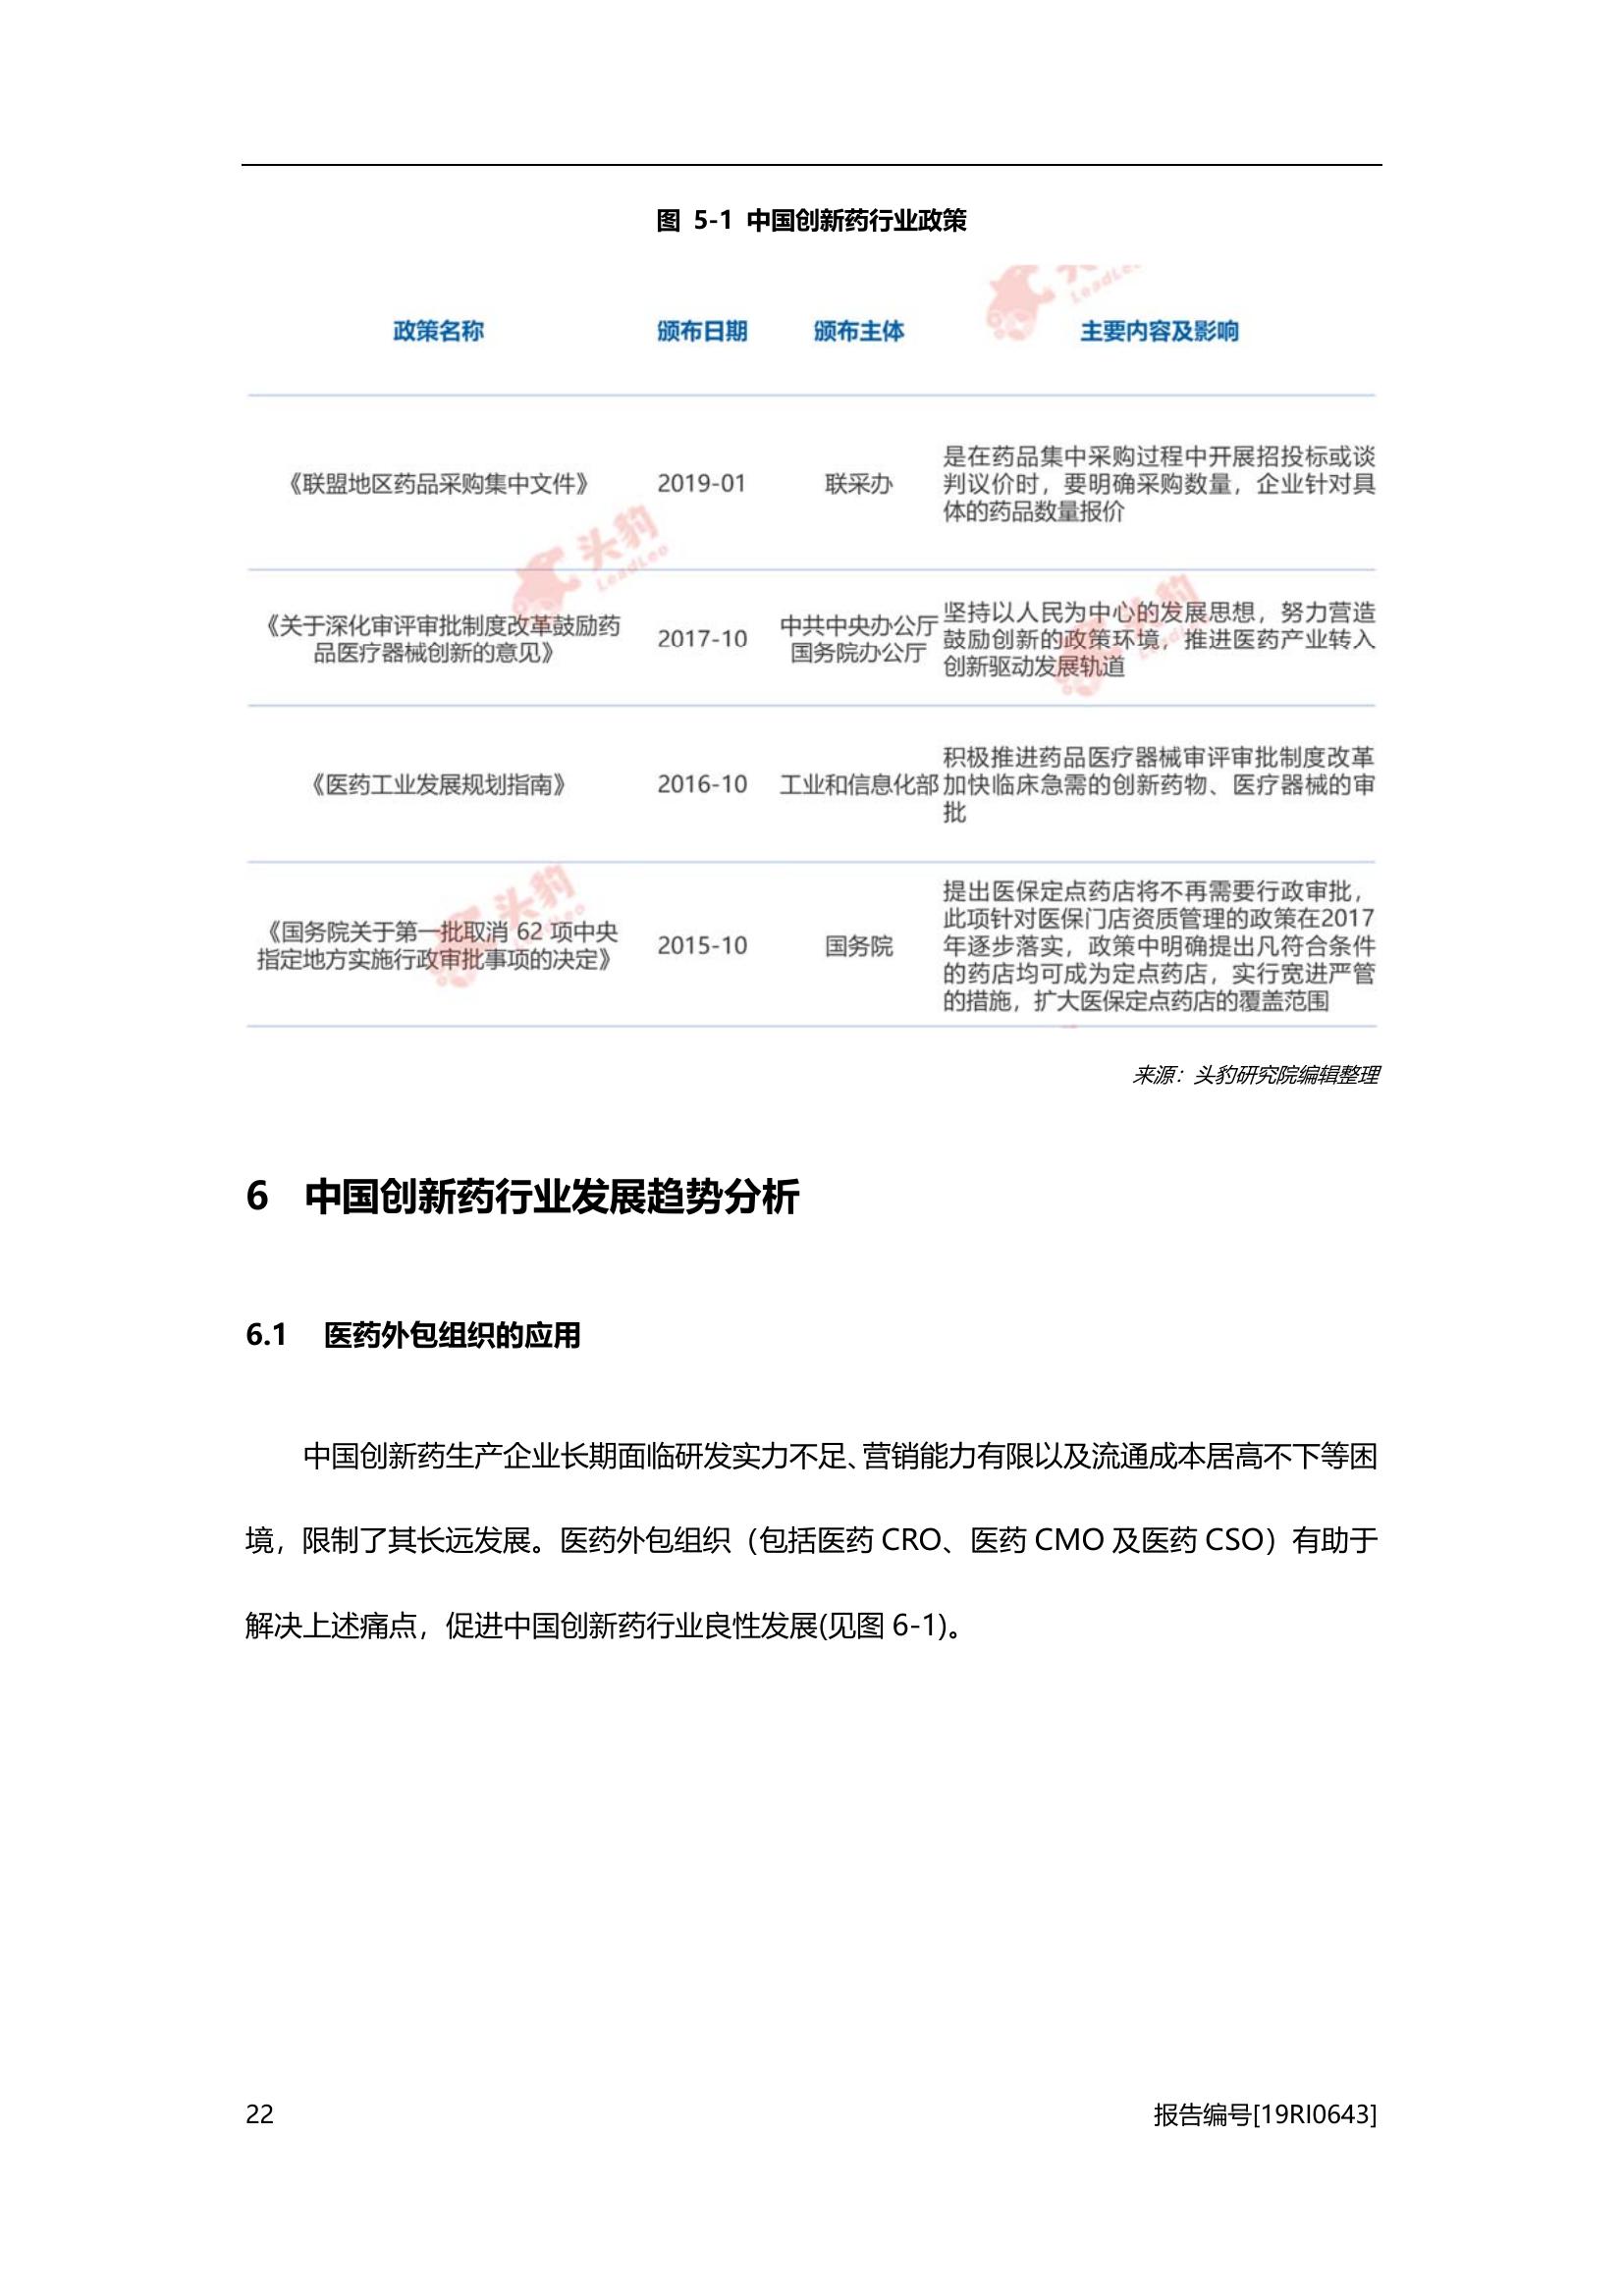 图 5-1 中国创新药行业政策
头豹
LeadLeo
政策名称 颁布日期 颁布主体 主要内容及影响
《联盟地区药品采购集中文件》 2019-01 联采办
是在药品集中采购过程中开展招投标或谈
判议价时，要明确采购数量，企业针对具
体的药品数量报价
头豹
LeadLeo
《关于深化审评审批制度改革鼓励药
品医疗器械创新的意见》
2017-10
中共中央办公厅
国务院办公厅
坚持以人民为中心的发展思想，努力营造
鼓励创新的政策环境，推进医药产业转入
创新驱动发展轨道
头豹
《医药工业发展规划指南》 2016-10 工业和信息化部
积极推进药品医疗器械审评审批制度改革
加快临床急需的创新药物、医疗器械的审
批
头豹
LeadLeo
《国务院关于第一批取消 62 项中央
指定地方实施行政审批事项的决定》
2015-10
国务院
提出医保定点药店将不再需要行政审批，
此项针对医保门店资质管理的政策在2017
年逐步落实，政策中明确提出凡符合条件
的药店均可成为定点药店，实行宽进严管
的措施，扩大医保定点药店的覆盖范围
来源：头豹研究院编辑整理
6 中国创新药行业发展趋势分析
6.1 医药外包组织的应用
中国创新药生产企业长期面临研发实力不足、营销能力有限以及流通成本居高不下等困
境，限制了其长远发展。医药外包组织（包括医药 CRO、医药 CMO 及医药 CSO）有助于
解决上述痛点，促进中国创新药行业良性发展(见图 6-1)。
22 报告编号[19RI0643]